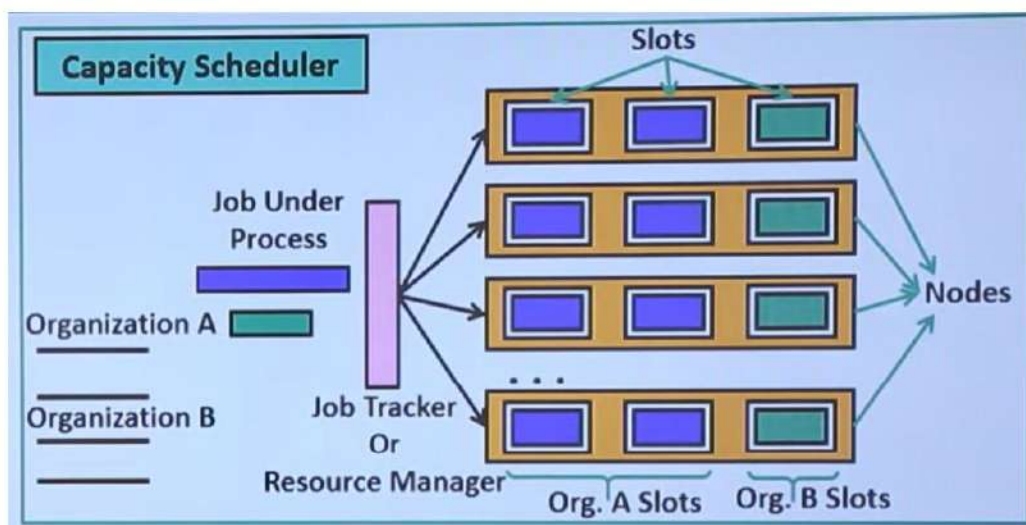 Capacity Scheduler
Slots
Job Under
Process
Organization A
Organization B
Job Tracker
Or
Resource Manager
Nodes
. . .
Org. A Slots
Org. B Slots